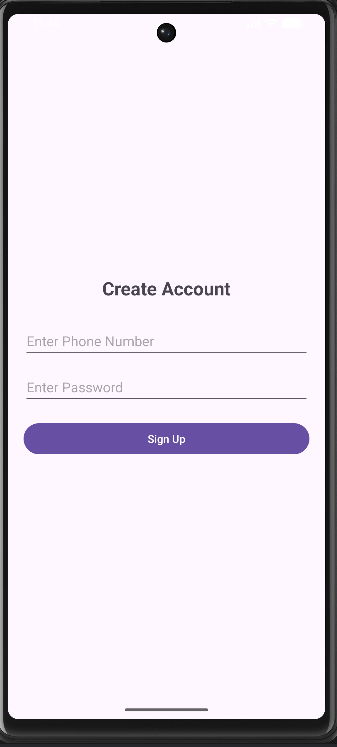 Create Account
Enter Phone Number
Enter Password
Sign Up